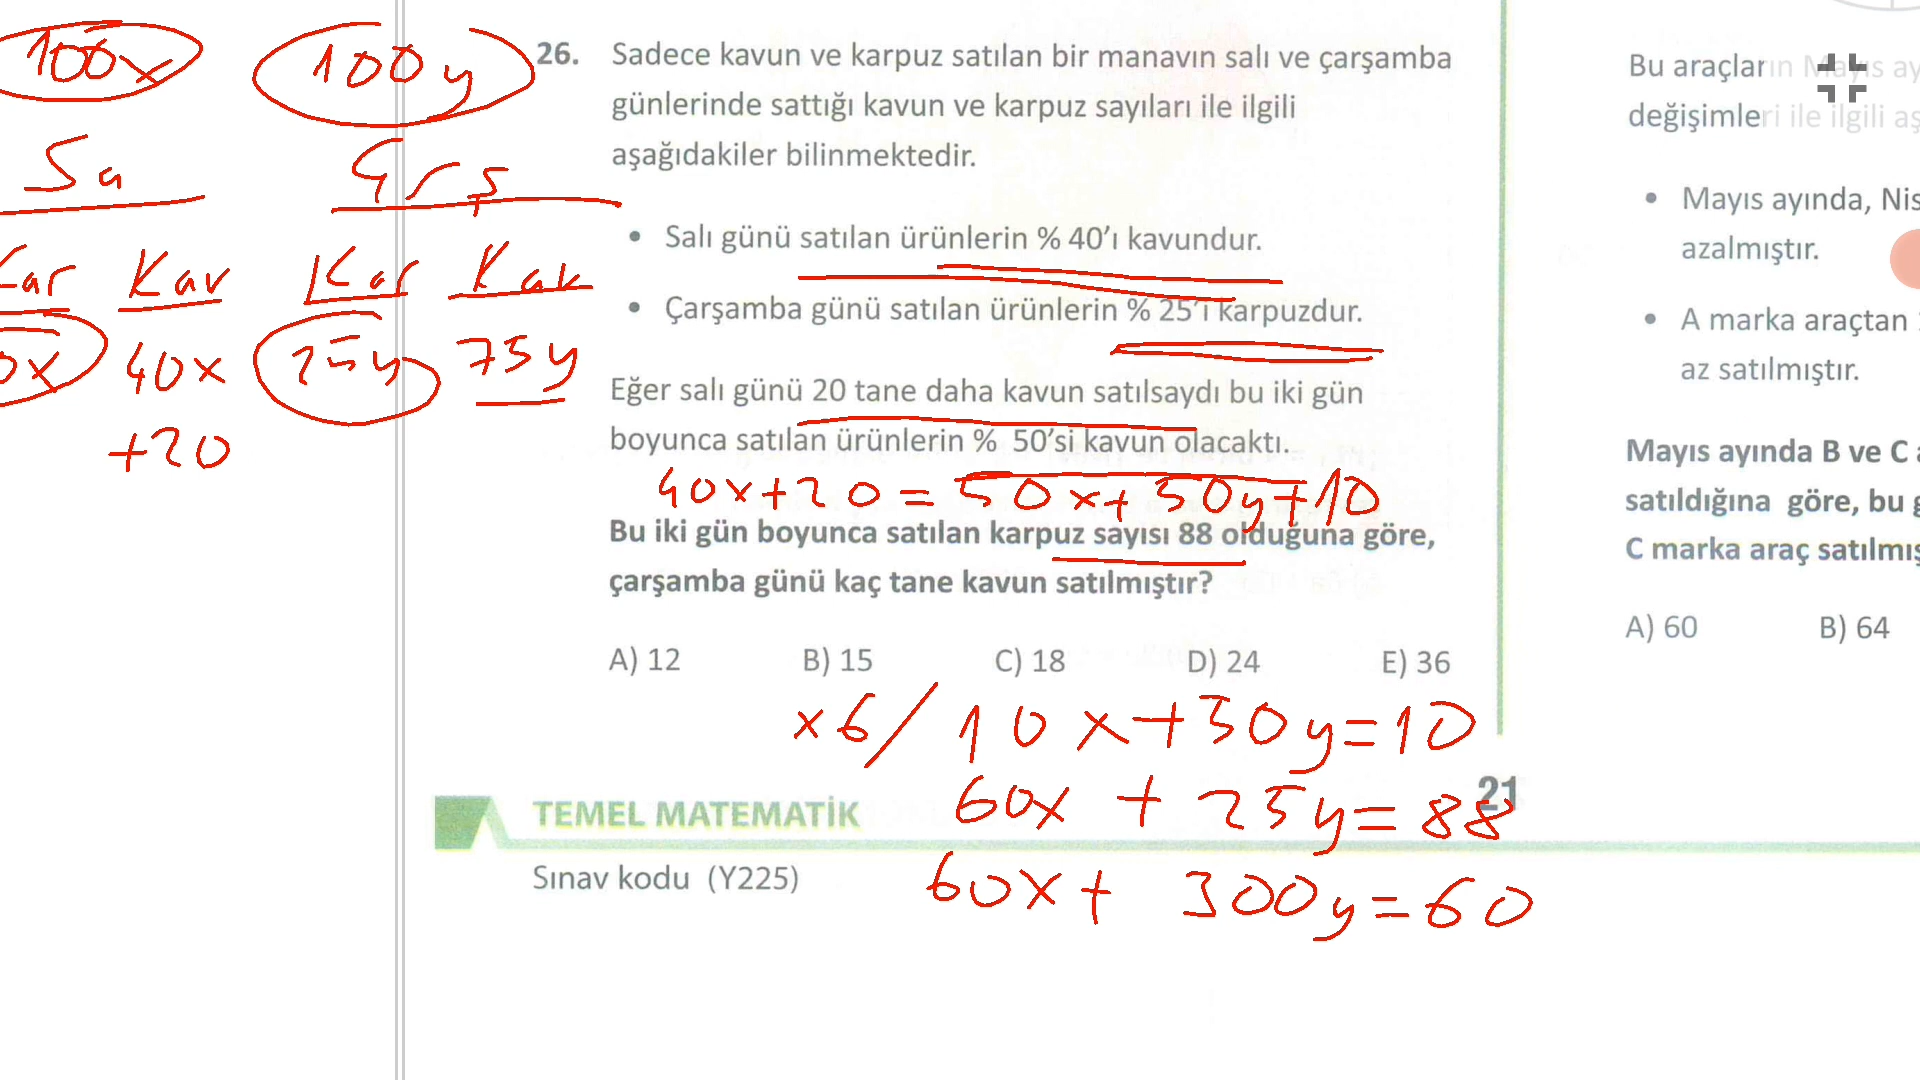 100x 100y
Sa Çrş
Kav Kar Kak
40x 25y 75y
+20
26. Sadece kavun ve karpuz satılan bir manavın salı ve çarşamba
günlerinde sattığı kavun ve karpuz sayıları ile ilgili
aşağıdakiler bilinmektedir.
• Salı günü satılan ürünlerin % 40'ı kavundur.
• Çarşamba günü satılan ürünlerin % 25'i karpuzdur.
Eğer salı günü 20 tane daha kavun satılsaydı bu iki gün
boyunca satılan ürünlerin % 50'si kavun olacaktı.
40x+20=50x+30y+10
Bu iki gün boyunca satılan karpuz sayısı 88 olduğuna göre,
çarşamba günü kaç tane kavun satılmıştır?
A) 12 B) 15 C) 18 D) 24 E) 36
x6/ 10x+30y=10
60x + 25y=88
60x+ 300y=60
21
TEMEL MATEMATİK
Sınav kodu (Y225)
Bu araçların Mayıs ay
değişimleri ile ilgili aş
• Mayıs ayında, Nis
azalmıştır.
• A marka araçtan
az satılmıştır.
Mayıs ayında B ve C
satıldığına göre, bu
C marka araç satılmış
A) 60 B) 64